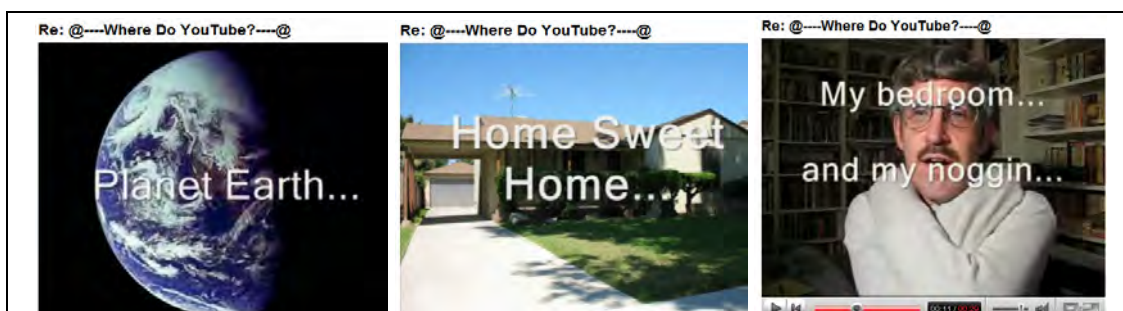 Re: @----Where Do YouTube?----@
Planet Earth...
Re: @----Where Do YouTube?----@
Home Sweet
Home...
Re: @----Where Do YouTube?----@
My bedroom...
and my noggin...